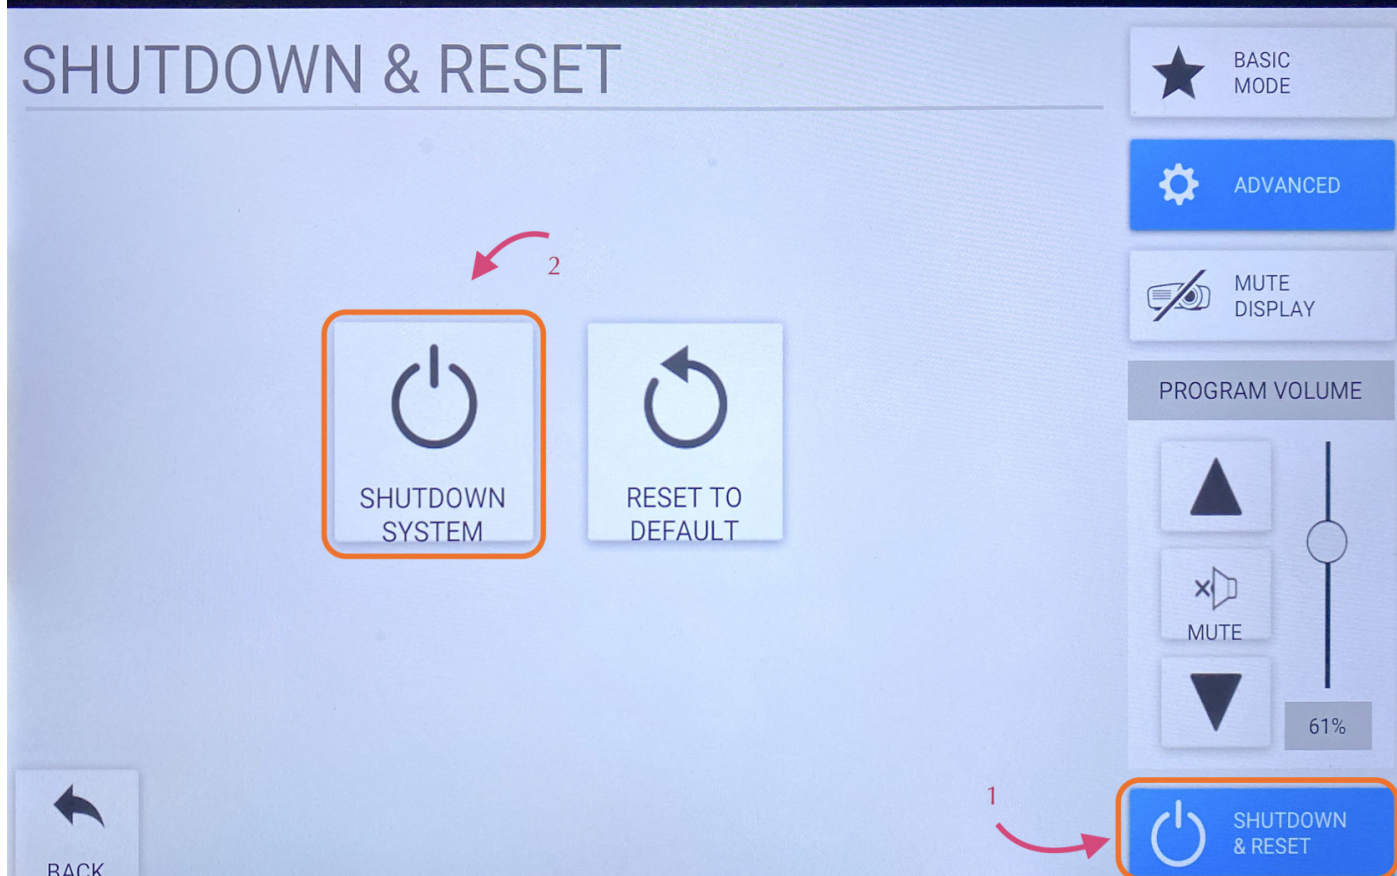 SHUTDOWN & RESET
BASIC
MODE
ADVANCED
MUTE
DISPLAY
2
SHUTDOWN
SYSTEM
RESET TO
DEFAULT
PROGRAM VOLUME
MUTE
61%
1
SHUTDOWN
& RESET
BACK